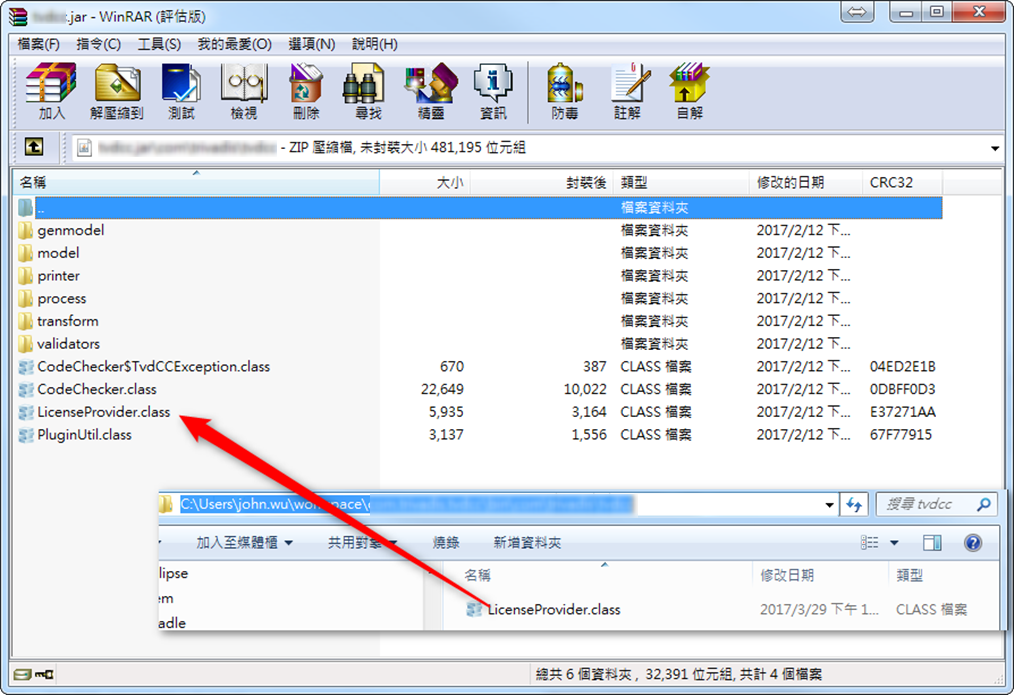 .jar - WinRAR (評估版)
檔案(F) 指令(C) 工具(S) 我的最愛(O) 選項(N) 說明(H)
加入 解壓縮到 測試 檢視 刪除 尋找 精靈 資訊 防毒 註解 自解
- ZIP 壓縮檔, 未封裝大小 481,195 位元組
名稱 大小 封裝後 類型 修改的日期 CRC32
.. 檔案資料夾
genmodel 檔案資料夾 2017/2/12 下...
model 檔案資料夾 2017/2/12 下...
printer 檔案資料夾 2017/2/12 下...
process 檔案資料夾 2017/2/12 下...
transform 檔案資料夾 2017/2/12 下...
validators 檔案資料夾 2017/2/12 下...
CodeChecker$TvdCCException.class 670 387 CLASS 檔案 2017/2/12 下... 04ED2E1B
CodeChecker.class 22,649 10,022 CLASS 檔案 2017/2/12 下... 0DBFF0D3
LicenseProvider.class 5,935 3,164 CLASS 檔案 2017/2/12 下... E37271AA
PluginUtil.class 3,137 1,556 CLASS 檔案 2017/2/12 下... 67F77915
C:\Users\john.wu\workspace\ 搜尋 tvdcc
加入至媒體櫃 共用對象 燒錄 新增資料夾
lipse
em
adle
名稱 修改日期 類型
LicenseProvider.class 2017/3/29 下午 1... CLASS 檔案
總共 6 個資料夾, 32,391 位元組, 共計 4 個檔案